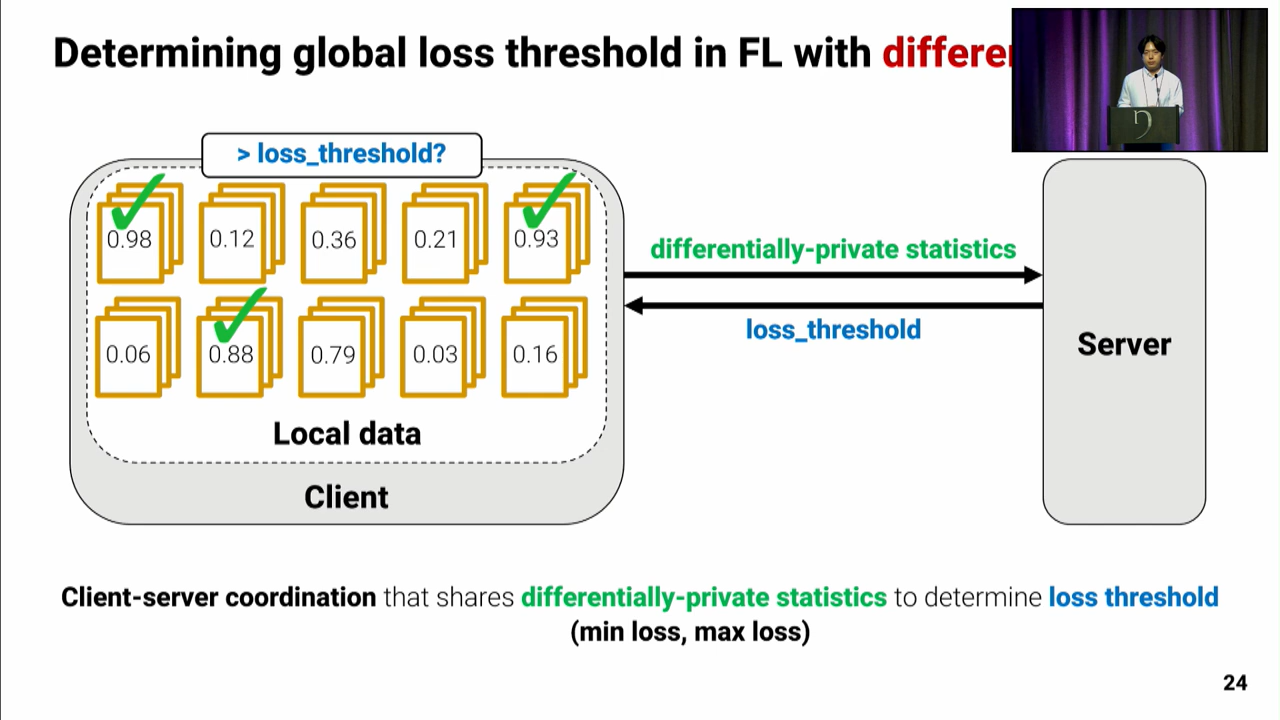 Determining global loss threshold in FL with differe
> loss_threshold?
0.98 0.12 0.36 0.21 0.93
0.06 0.88 0.79 0.03 0.16
Local data
Client
differentially-private statistics
loss_threshold
Server
Client-server coordination that shares differentially-private statistics to determine loss threshold
(min loss, max loss)
24